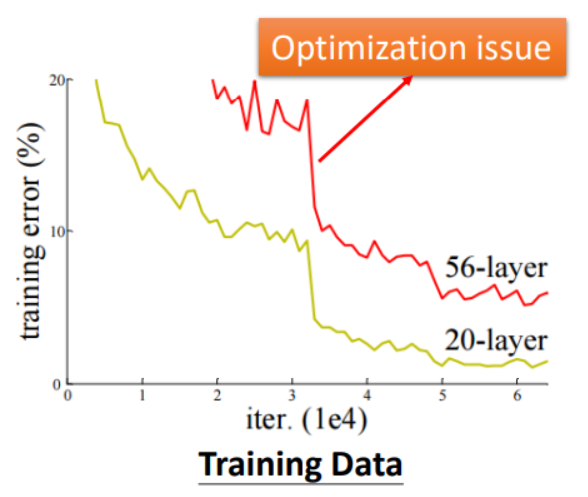 Optimization issue
20
training error (%)
10
56-layer
20-layer
0
0 1 2 3 4 5 6
iter. (1e4)
Training Data